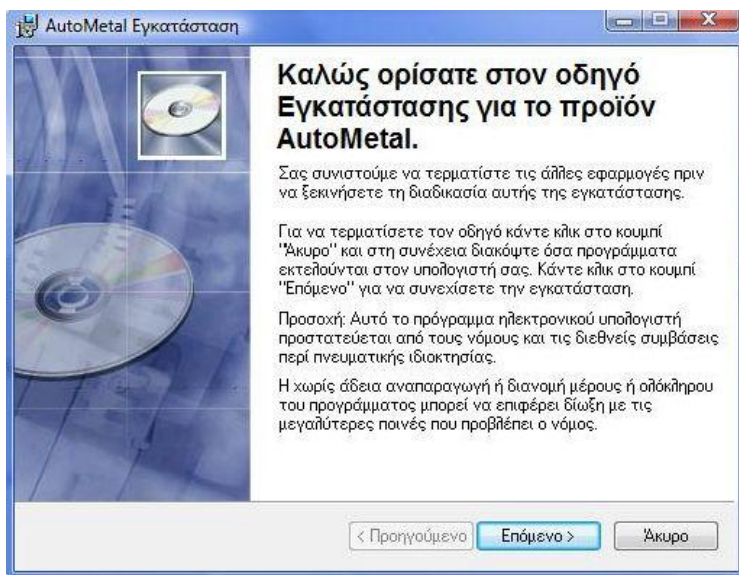 AutoMetal Εγκατάσταση
Καλώς ορίσατε στον οδηγό
Εγκατάστασης για το προϊόν
AutoMetal.
Σας συνιστούμε να τερματίστε τις άλλες εφαρμογές πριν
να ξεκινήσετε τη διαδικασία αυτής της εγκατάστασης.
Για να τερματίσετε τον οδηγό κάντε κλικ στο κουμπί
"Άκυρο" και στη συνέχεια διακόψτε όσα προγράμματα
εκτελούνται στον υπολογιστή σας. Κάντε κλικ στο κουμπί
"Επόμενο" για να συνεχίσετε την εγκατάσταση.
Προσοχή: Αυτό το πρόγραμμα ηλεκτρονικού υπολογιστή
προστατεύεται από τους νόμους και τις διεθνείς συμβάσεις
περί πνευματικής ιδιοκτησίας.
Η χωρίς άδεια αναπαραγωγή ή διανομή μέρους ή ολόκληρου
του προγράμματος μπορεί να επιφέρει δίωξη με τις
μεγαλύτερες ποινές που προβλέπει ο νόμος.
< Προηγούμενο Επόμενο > Άκυρο